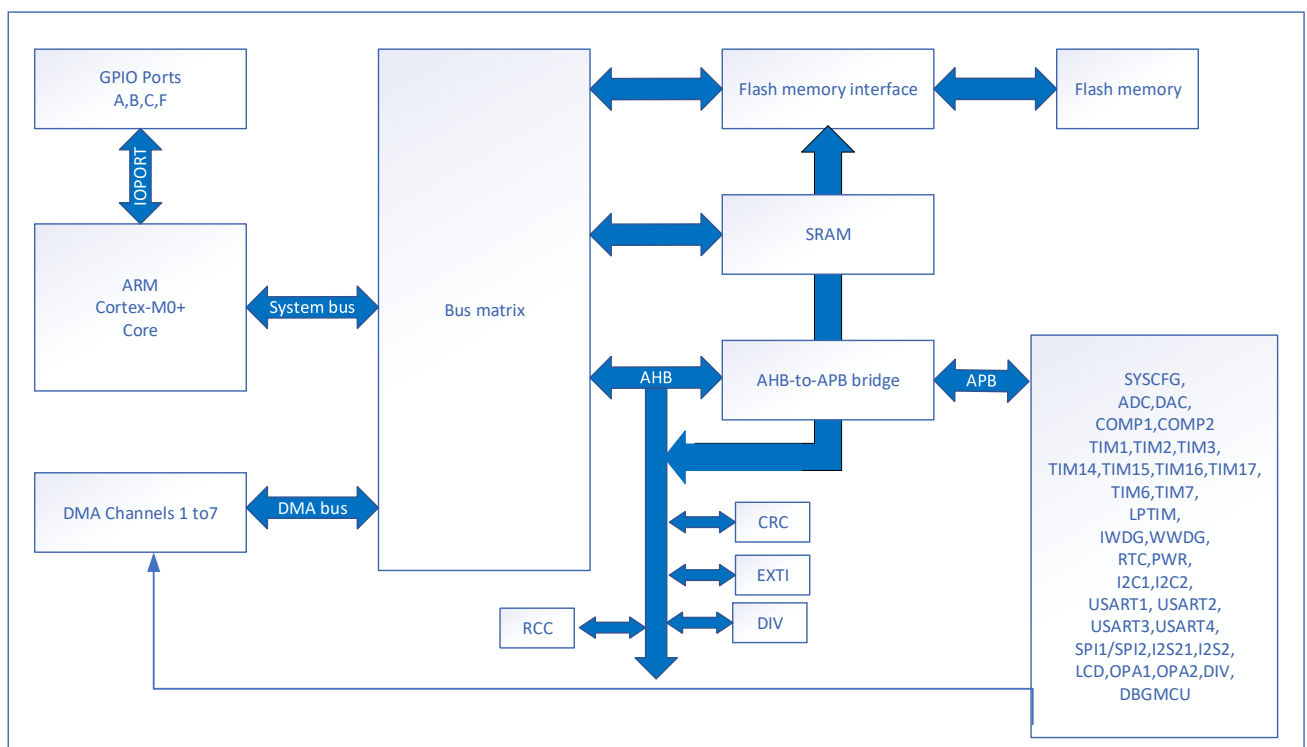 GPIO Ports
A,B,C,F
IOPORT
ARM
Cortex-M0+
Core
System bus
DMA Channels 1 to7
DMA bus
Bus matrix
Flash memory interface
Flash memory
SRAM
AHB
AHB-to-APB bridge
APB
CRC
EXTI
RCC
DIV
SYSCFG,
ADC,DAC,
COMP1,COMP2
TIM1,TIM2,TIM3,
TIM14,TIM15,TIM16,TIM17,
TIM6,TIM7,
LPTIM,
IWDG,WWDG,
RTC,PWR,
I2C1,I2C2,
USART1, USART2,
USART3,USART4,
SPI1/SPI2,I2S21,I2S2,
LCD,OPA1,OPA2,DIV,
DBGMCU